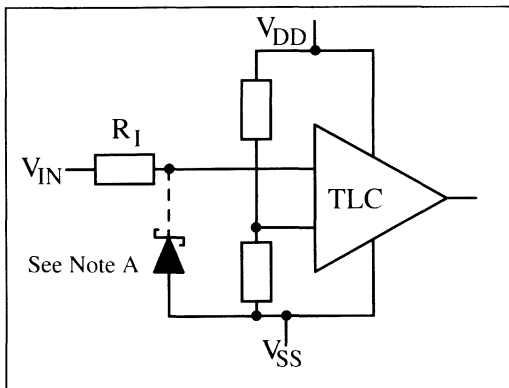 V_DD
R_I
V_IN
TLC
See Note A
V_SS